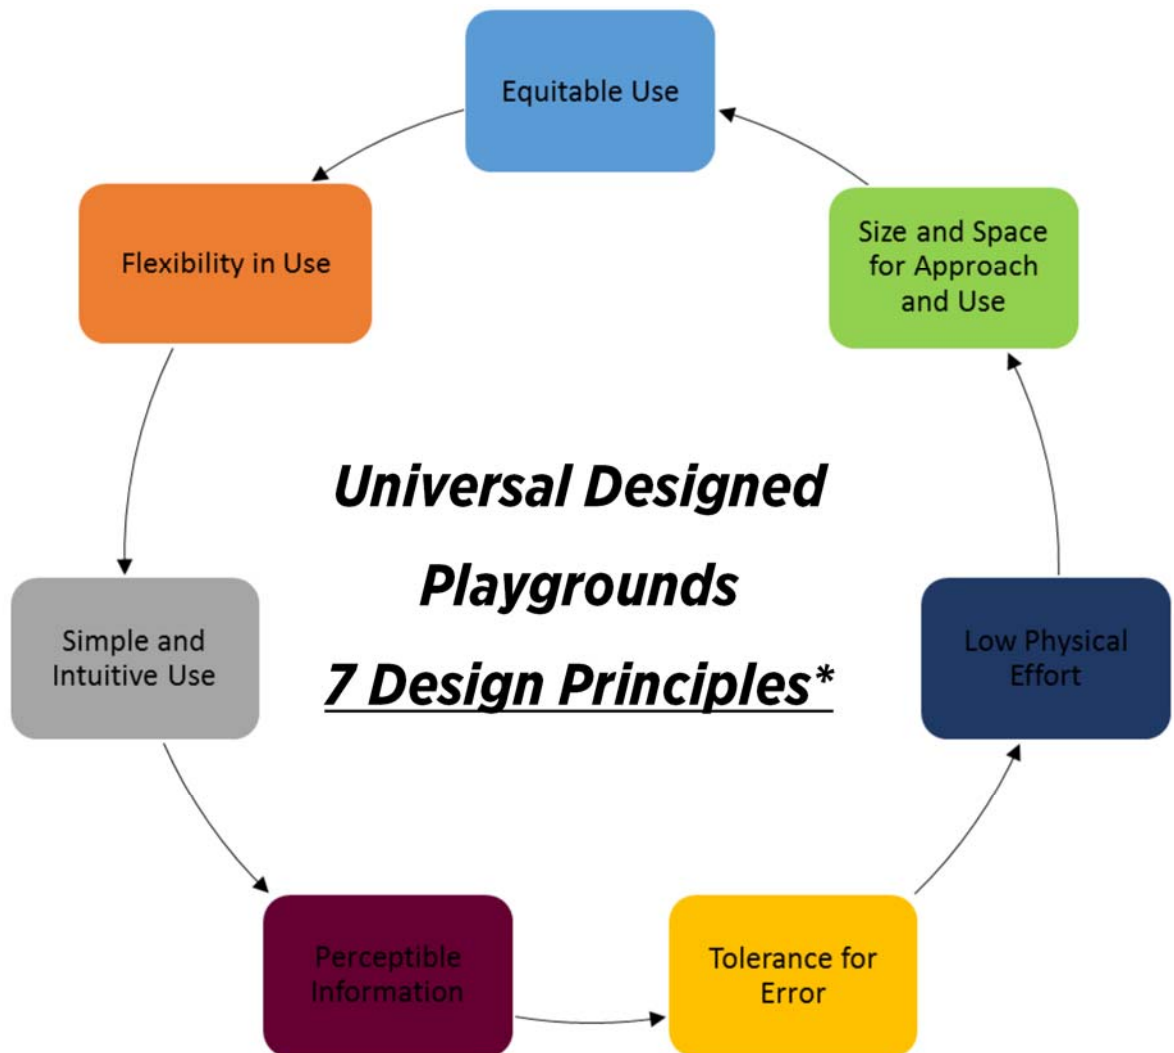 Equitable Use
Flexibility in Use
Size and Space
for Approach
and Use
Universal Designed
Playgrounds
7 Design Principles*
Simple and
Intuitive Use
Low Physical
Effort
Perceptible
Information
Tolerance for
Error